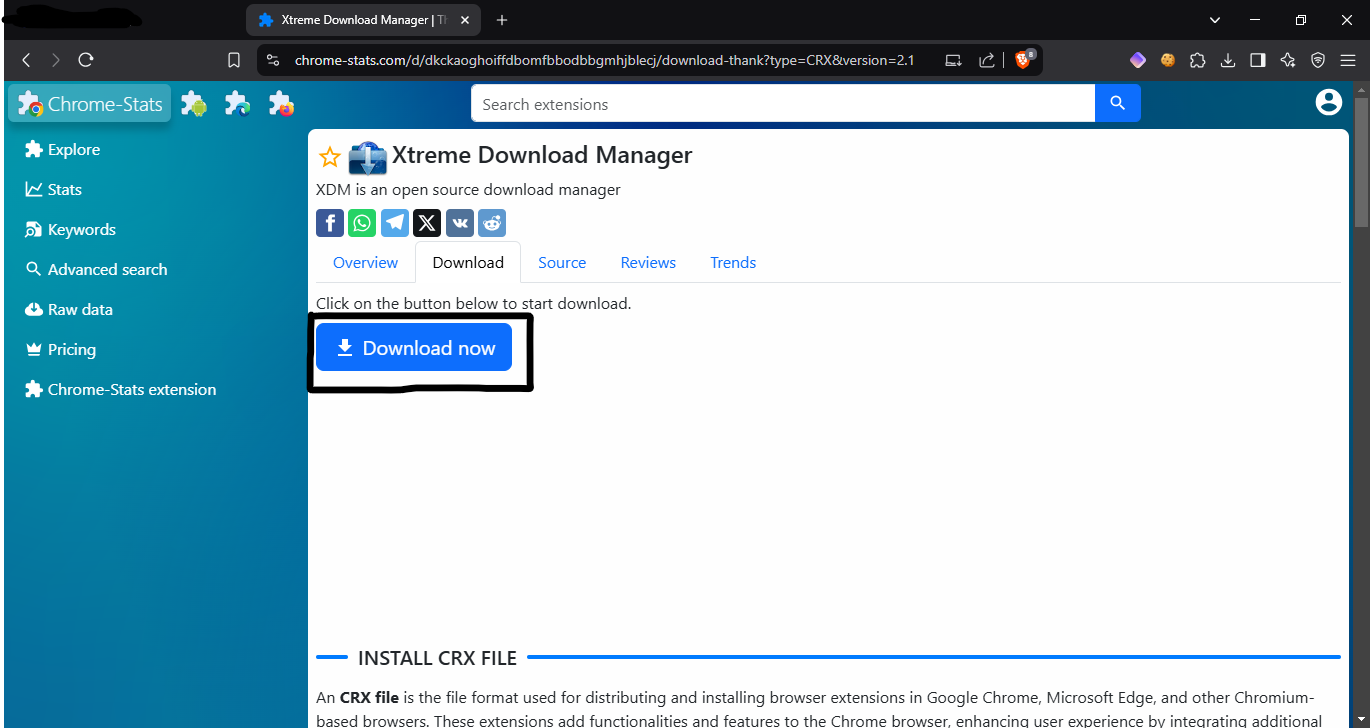 Xtreme Download Manager | Th
chrome-stats.com/d/dkckaoghoiffdbomfbbodbbgmhjblecj/download-thank?type=CRX&version=2.1
8
Chrome-Stats
Search extensions
Explore
Stats
Keywords
Advanced search
Raw data
Pricing
Chrome-Stats extension
Xtreme Download Manager
XDM is an open source download manager
Overview
Download
Source
Reviews
Trends
Click on the button below to start download.
Download now
INSTALL CRX FILE
An CRX file is the file format used for distributing and installing browser extensions in Google Chrome, Microsoft Edge, and other Chromium-
based browsers. These extensions add functionalities and features to the Chrome browser, enhancing user experience by integrating additional